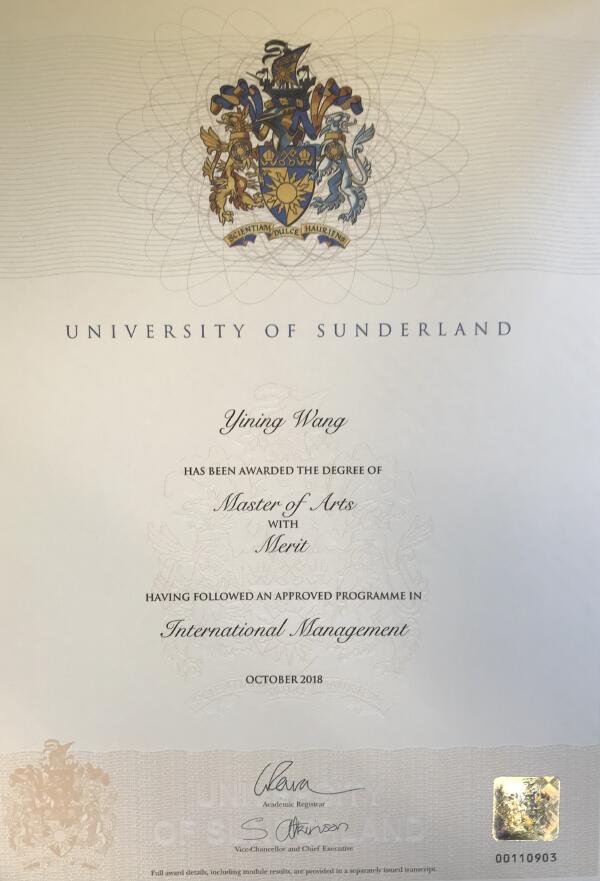 SCIENTIAM DULCE HAURIENS
UNIVERSITY OF SUNDERLAND
Yining Wang
HAS BEEN AWARDED THE DEGREE OF
Master of Arts
WITH
Merit
HAVING FOLLOWED AN APPROVED PROGRAMME IN
International Management
OCTOBER 2018
Academic Registrar
S Atkinson
Vice-Chancellor and Chief Executive
Full award details, including module results, are provided in a separately issued transcript.
00110903